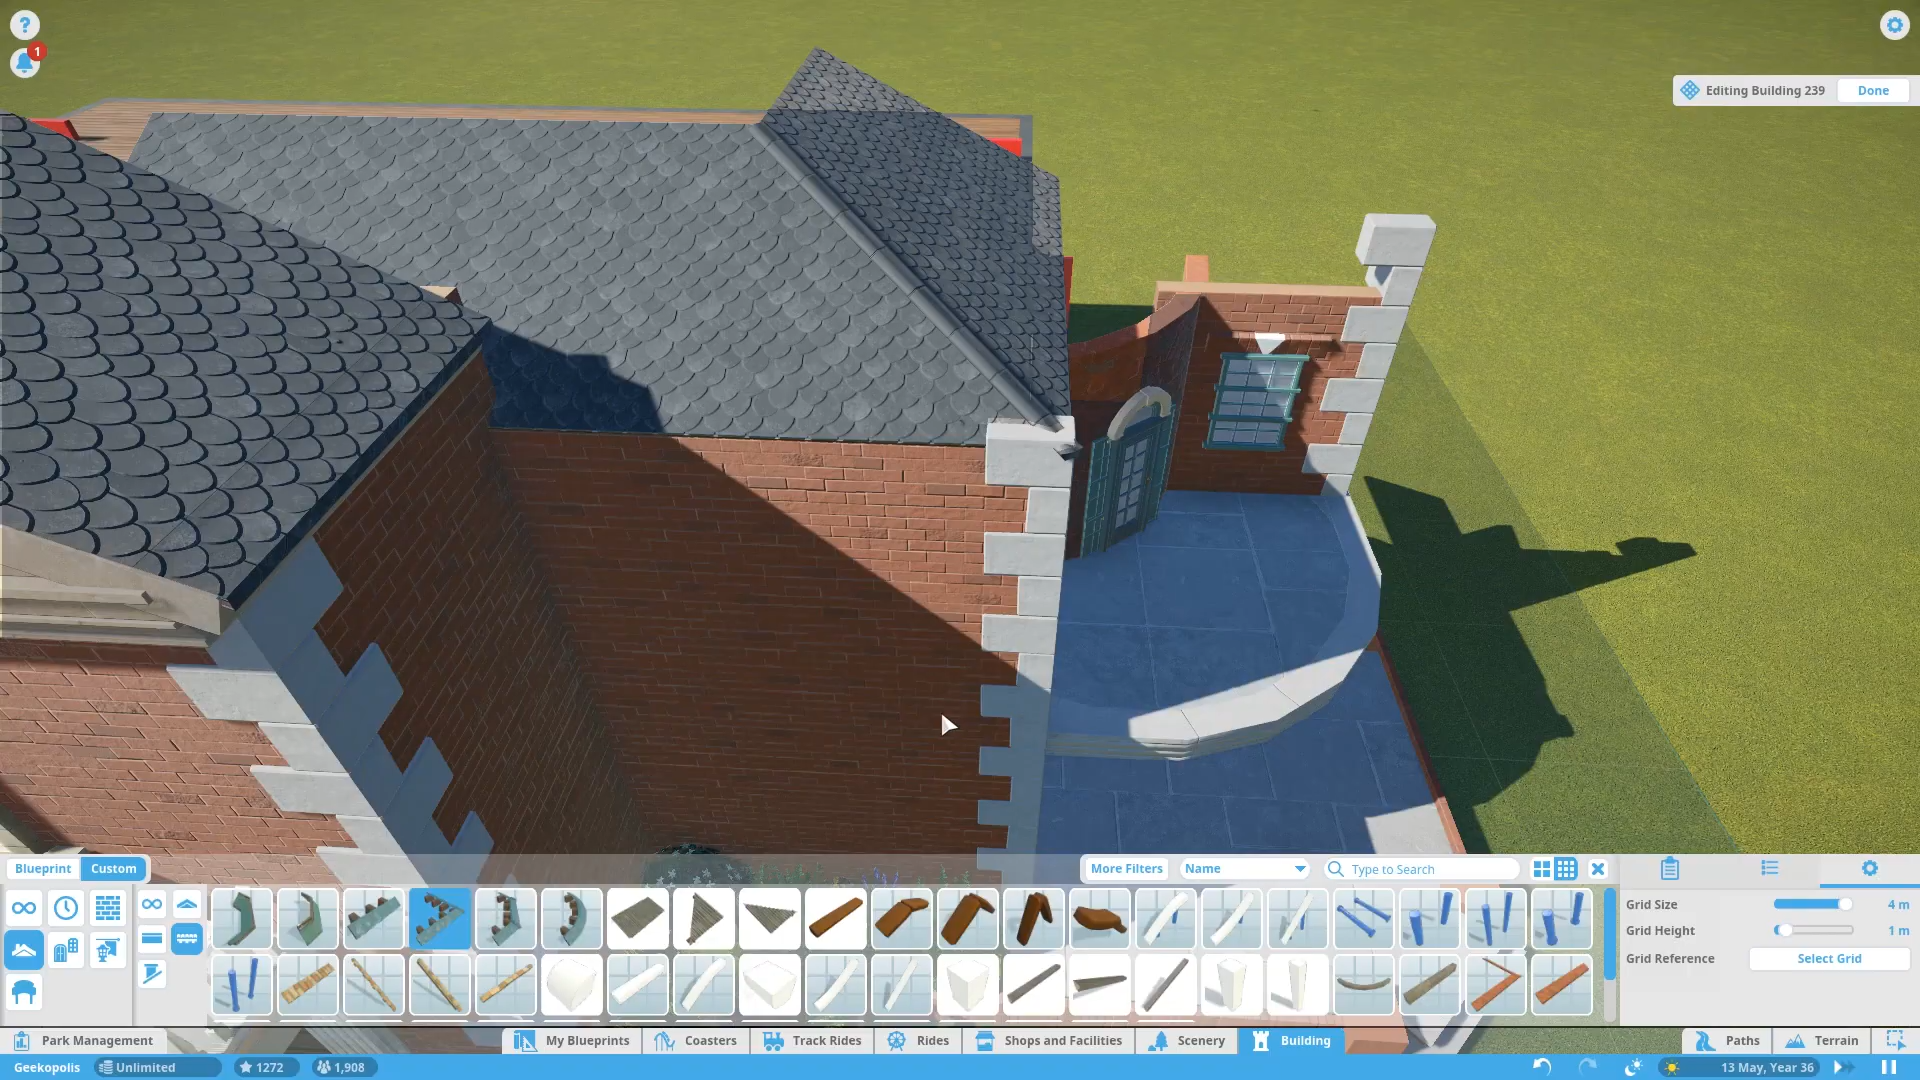 1
Editing Building 239
Done
Blueprint
Custom
More Filters
Name
Type to Search
Grid Size
4 m
Grid Height
1 m
Grid Reference
Select Grid
Park Management
My Blueprints
Coasters
Track Rides
Rides
Shops and Facilities
Scenery
Building
Paths
Terrain
Geekopolis
Unlimited
1272
1,908
13 May, Year 36